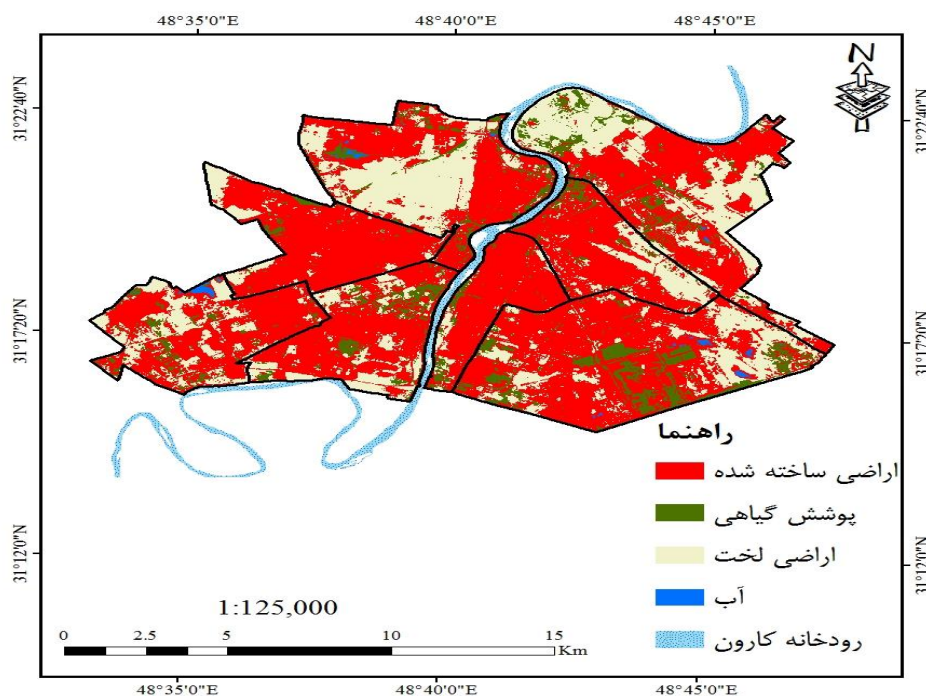 48°35'0"E 48°40'0"E 48°45'0"E
N
31°22'40"N 31°22'40"N
31°17'20"N 31°17'20"N
31°12'0"N 31°12'0"N
راهنما
اراضی ساخته شده
پوشش گیاهی
اراضی لخت
آب
رودخانه کارون
1:125,000
0 2.5 5 10 15
Km
48°35'0"E 48°40'0"E 48°45'0"E